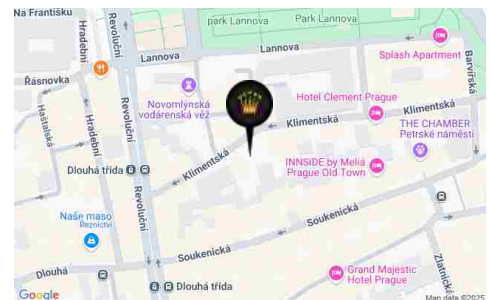 Na Františku
park Lannova
Park Lannova
Hradební
Revoluční
Lannova
Lannova
Splash Apartment
Řásnovka
Barvířská
Novomlýnská
vodárenská věž
Hotel Clement Prague
Klimentská
Klimentská
THE CHAMBER
Petrské náměstí
Haštalská
Hradební
Revoluční
Dlouhá třída
Klimentská
INNSiDE by Meliá
Prague Old Town
Soukenická
Naše maso
Řeznictví
Revoluční
Soukenická
Zlatnická
Dlouhá
Dlouhá třída
Grand Majestic
Hotel Prague
Google
Map data ©2025